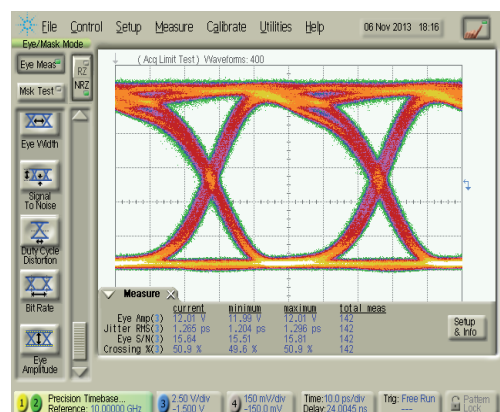 File Control Setup Measure Calibrate Utilities Help 06 Nov 2013 18:16
Eye/Mask Mode
Eye Meas
RZ
NRZ
Msk Test
( Acq Limit Test ) Waveforms: 400
Eye Width
Signal
To Noise
Duty Cycle
Distortion
Bit Rate
Eye
Amplitude
Measure
current minimum maximum total meas
Eye Amp(3) 12.01 V 11.99 V 12.01 V 142
Jitter RMS(3) 1.265 ps 1.204 ps 1.296 ps 142
Eye S/N(3) 15.64 15.51 15.81 142
Crossing %(3) 50.9 % 49.6 % 50.9 % 142
Setup
& Info
1 2 Precision Timebase...
Reference: 10.00000 GHz
3 2.50 V/div
-1.500 V
4 150 mV/div
-150.0 mV
Time:10.0 ps/div
Delay:24.0045 ns
Trig: Free Run
Pattern
Lock